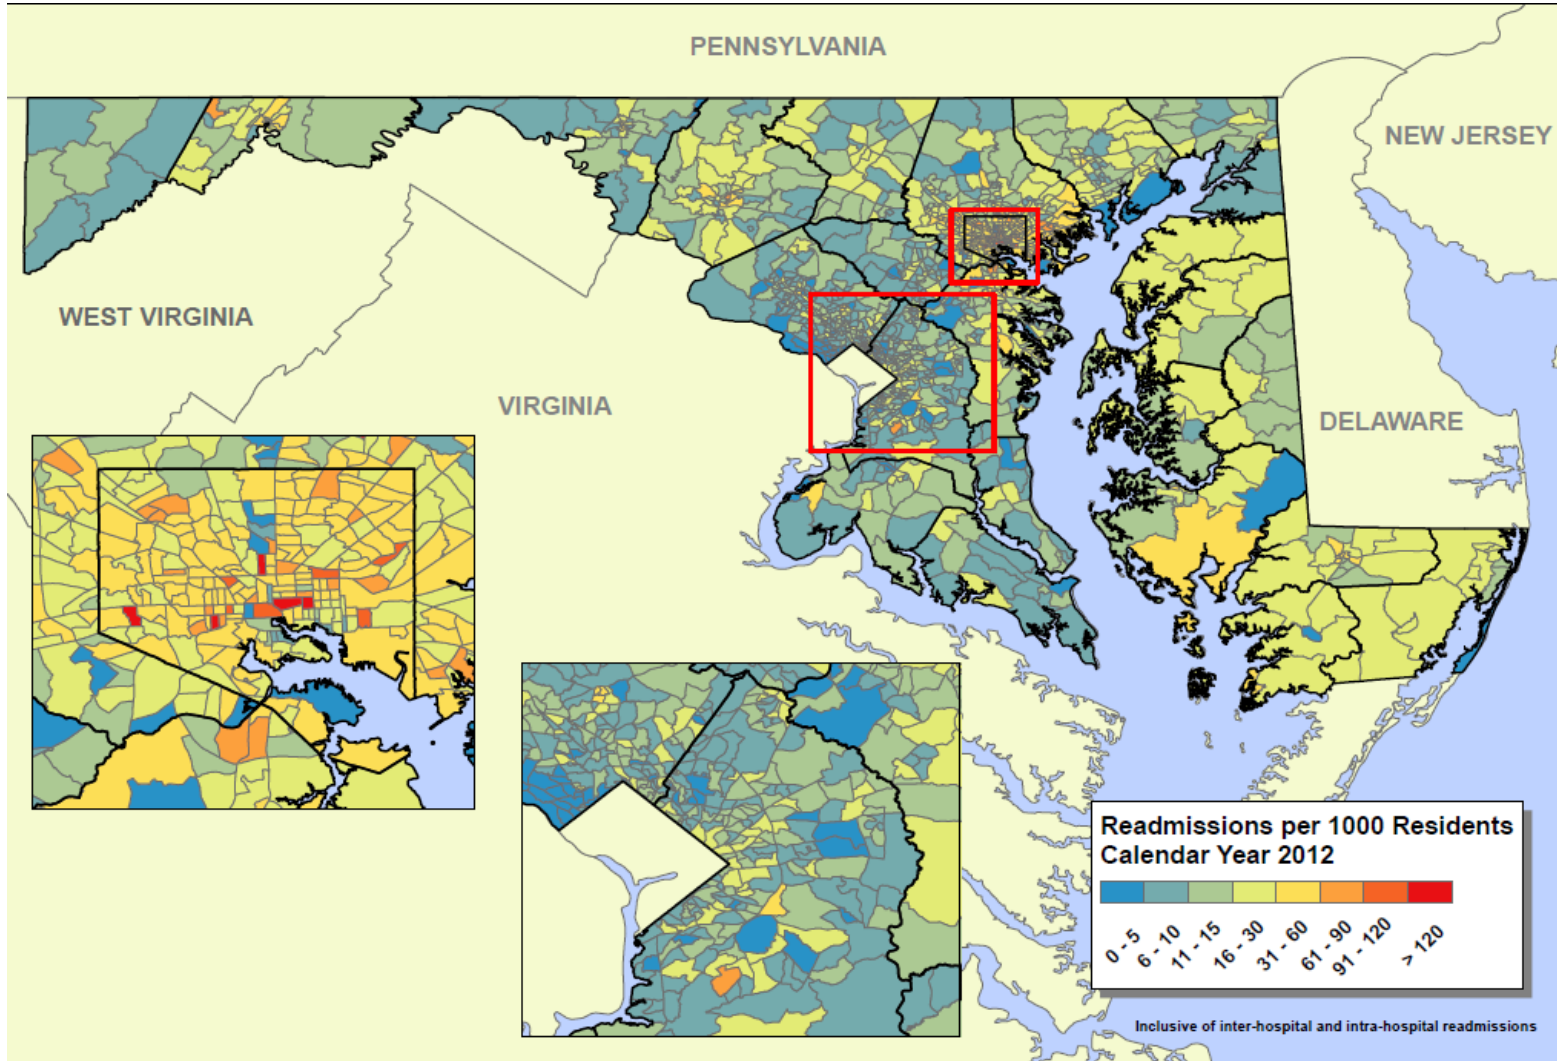 PENNSYLVANIA
NEW JERSEY
WEST VIRGINIA
VIRGINIA
DELAWARE
Readmissions per 1000 Residents
Calendar Year 2012
0 - 5
6 - 10
11 - 15
16 - 30
31 - 60
61 - 90
91 - 120
> 120
Inclusive of inter-hospital and intra-hospital readmissions